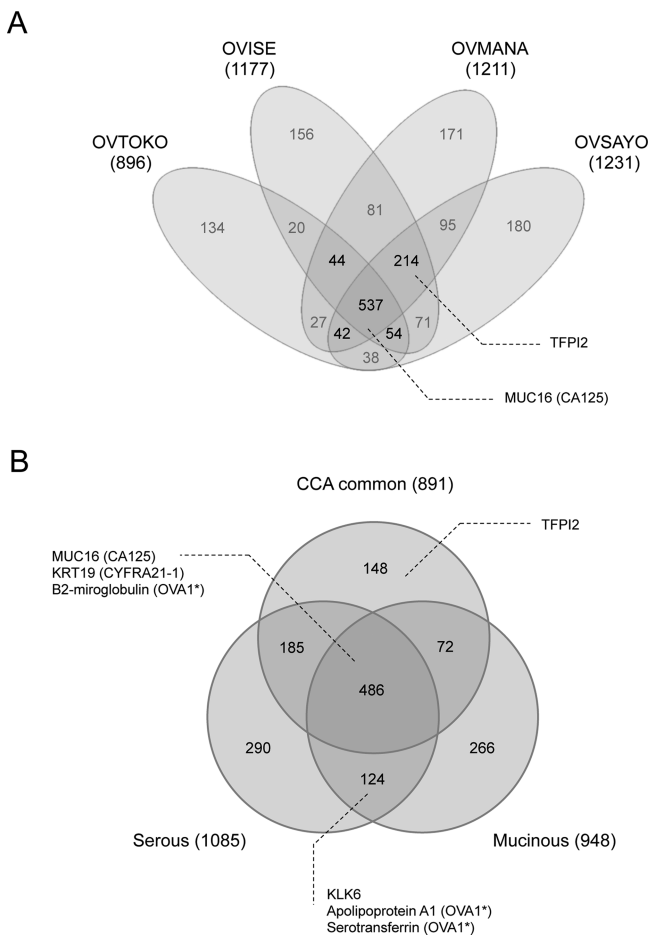 A
OVISE
(1177)
OVMANA
(1211)
OVTOKO
(896)
OVSAYO
(1231)
156
171
134
20
81
95
180
44
214
537
27
42
54
71
38
TFPI2
MUC16 (CA125)
B
CCA common (891)
TFPI2
MUC16 (CA125)
KRT19 (CYFRA21-1)
B2-miroglobulin (OVA1*)
148
185
72
486
290
266
124
Serous (1085)
Mucinous (948)
KLK6
Apolipoprotein A1 (OVA1*)
Serotransferrin (OVA1*)